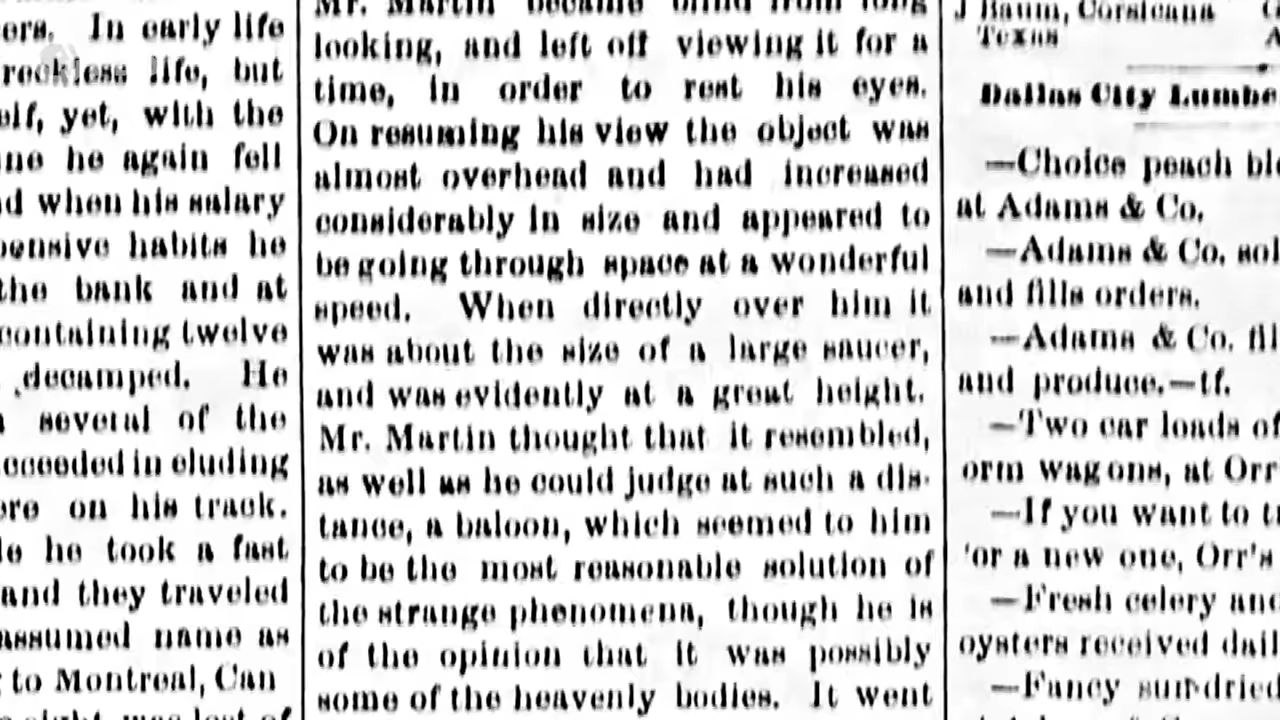 ers. In early life
reckless life, but
elf, yet, with the
he again fell
d when his salary
pensive habits he
the bank and at
containing twelve
decamped. He
several of the
cceeded in eluding
ere on his track.
he took a fast
and they traveled
assumed name as
to Montreal, Can
Mr. Martin became blind from long
looking, and left off viewing it for a
time, in order to rest his eyes.
On resuming his view the object was
almost overhead and had increased
considerably in size and appeared to
be going through space at a wonderful
speed. When directly over him it
was about the size of a large saucer,
and was evidently at a great height.
Mr. Martin thought that it resembled,
as well as he could judge at such a dis-
tance, a baloon, which seemed to him
to be the most reasonable solution of
the strange phenomena, though he is
of the opinion that it was possibly
some of the heavenly bodies. It went
J Baum, Corsicana
Texas
Dallas City Lumbe
—Choice peach bl
at Adams & Co.
—Adams & Co. sol
and fills orders.
—Adams & Co. fil
and produce.—tf.
—Two car loads of
orm wagons, at Orr
—If you want to t
'or a new one, Orr's
—Fresh celery and
oysters received dail
—Fancy sun-dried